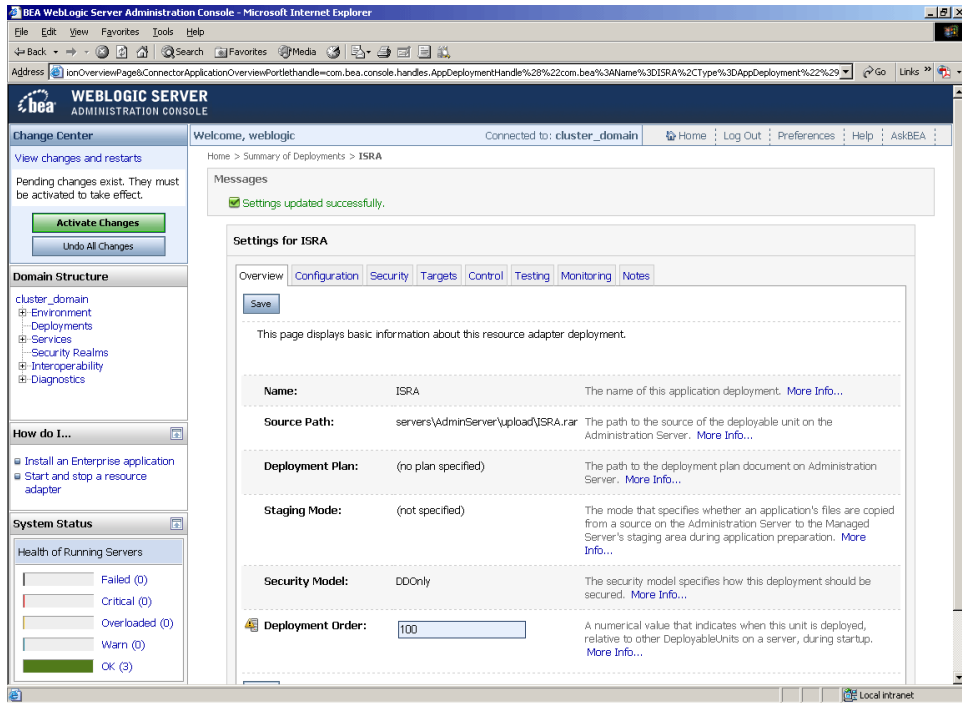 BEA WebLogic Server Administration Console - Microsoft Internet Explorer
File Edit View Favorites Tools Help
Back Search Favorites Media
Address ionOverviewPage&ConnectorApplicationOverviewPortlethandle=com.bea.console.handles.AppDeploymentHandle%28%22com.bea%3AName%3DISRA%2CType%3DAppDeployment%22%29 Go Links »
bea WEBLOGIC SERVER
ADMINISTRATION CONSOLE
Change Center
View changes and restarts
Pending changes exist. They must
be activated to take effect.
Activate Changes
Undo All Changes
Domain Structure
cluster_domain
Environment
Deployments
Services
Security Realms
Interoperability
Diagnostics
How do I...
Install an Enterprise application
Start and stop a resource
adapter
System Status
Health of Running Servers
Failed (0)
Critical (0)
Overloaded (0)
Warn (0)
OK (3)
Welcome, weblogic Connected to: cluster_domain Home Log Out Preferences Help AskBEA
Home > Summary of Deployments > ISRA
Messages
Settings updated successfully.
Settings for ISRA
Overview Configuration Security Targets Control Testing Monitoring Notes
Save
This page displays basic information about this resource adapter deployment.
Name: ISRA The name of this application deployment. More Info...
Source Path: servers\AdminServer\upload\ISRA.rar The path to the source of the deployable unit on the
Administration Server. More Info...
Deployment Plan: (no plan specified) The path to the deployment plan document on Administration
Server. More Info...
Staging Mode: (not specified) The mode that specifies whether an application's files are copied
from a source on the Administration Server to the Managed
Server's staging area during application preparation. More
Info...
Security Model: DDOnly The security model specifies how this deployment should be
secured. More Info...
Deployment Order: 100 A numerical value that indicates when this unit is deployed,
relative to other DeployableUnits on a server, during startup.
More Info...
Local intranet